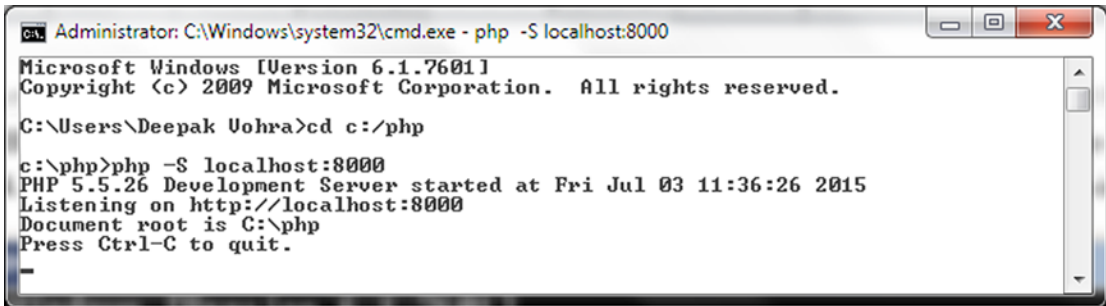 Administrator: C:\Windows\system32\cmd.exe - php -S localhost:8000
Microsoft Windows [Version 6.1.7601]
Copyright (c) 2009 Microsoft Corporation. All rights reserved.
C:\Users\Deepak Vohra>cd c:/php
c:\php>php -S localhost:8000
PHP 5.5.26 Development Server started at Fri Jul 03 11:36:26 2015
Listening on http://localhost:8000
Document root is C:\php
Press Ctrl-C to quit.